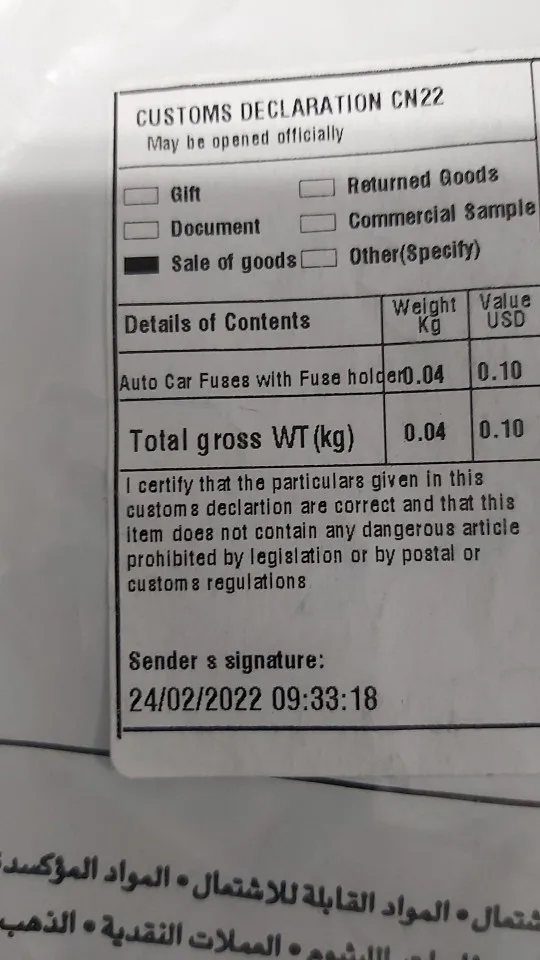 CUSTOMS DECLARATION CN22
May be opened officially
Gift
Returned Goods
Document
Commercial Sample
Sale of goods
Other(Specify)
Details of Contents
Weight Kg
Value USD
Auto Car Fuses with Fuse holder
0.04
0.10
Total gross WT(kg)
0.04
0.10
I certify that the particulars given in this
customs declartion are correct and that this
item does not contain any dangerous article
prohibited by legislation or by postal or
customs regulations
Sender s signature:
24/02/2022 09:33:18
المواد القابلة للاشتمال • المواد المؤكسدة
• العملات النقدية • الذهب